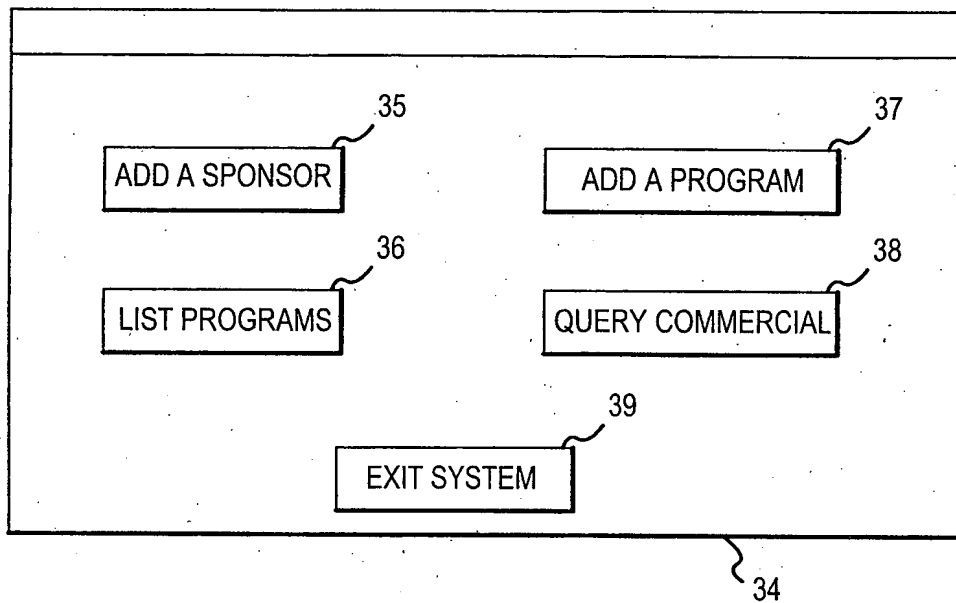 35
37
ADD A SPONSOR
ADD A PROGRAM
36
38
LIST PROGRAMS
QUERY COMMERCIAL
39
EXIT SYSTEM
34